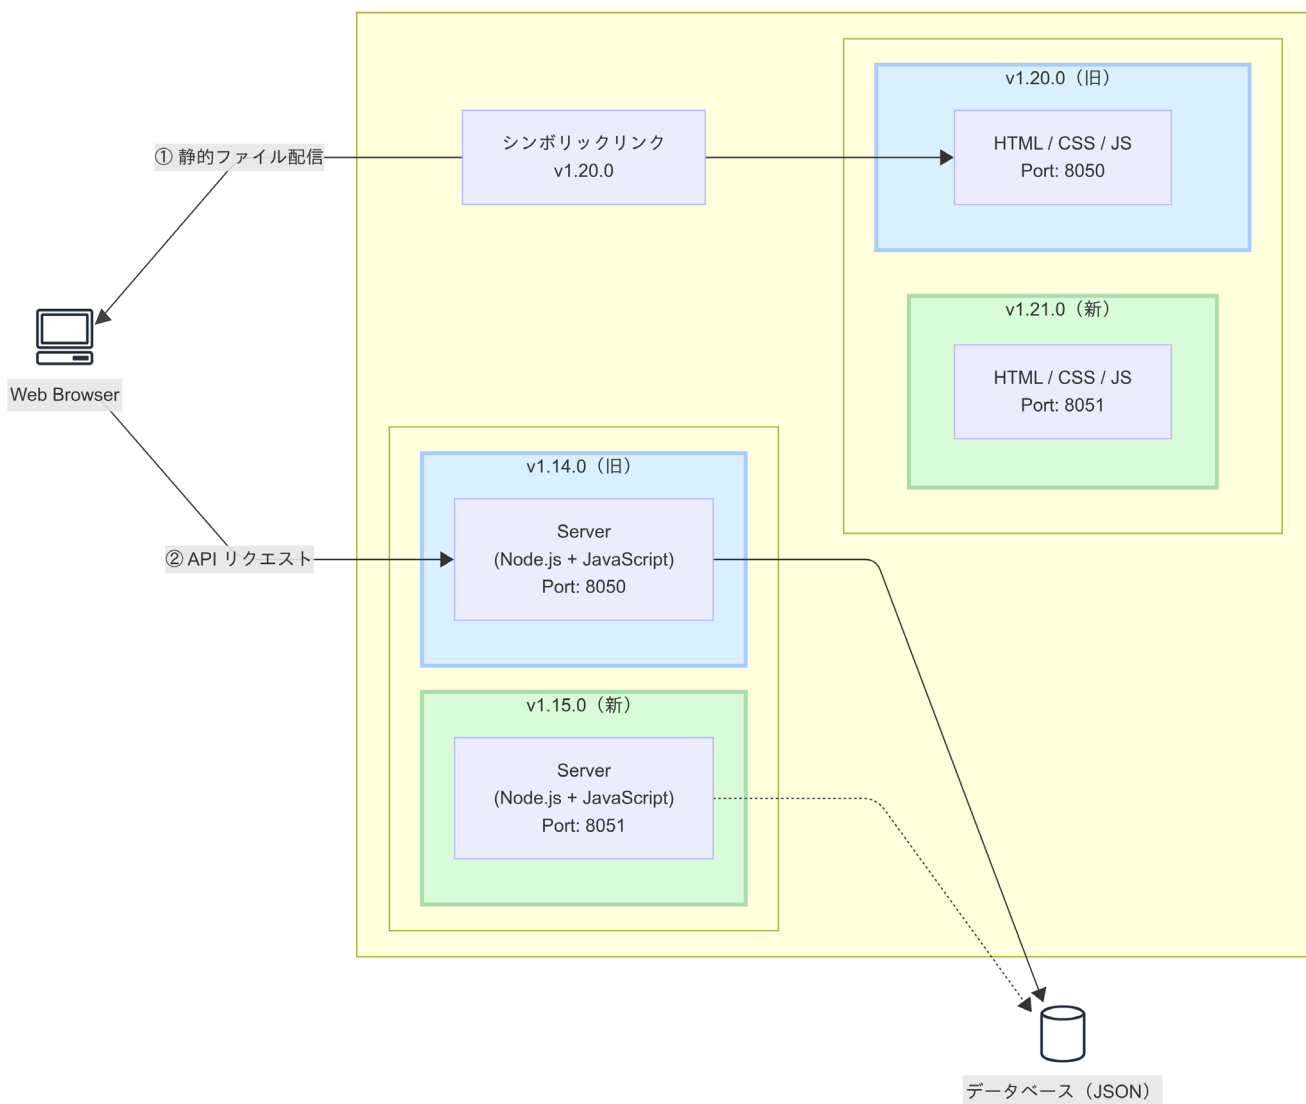 v1.20.0（旧）
シンボリックリンク
v1.20.0
HTML / CSS / JS
Port: 8050
① 静的ファイル配信
v1.21.0（新）
HTML / CSS / JS
Port: 8051
Web Browser
v1.14.0（旧）
Server
(Node.js + JavaScript)
Port: 8050
② API リクエスト
v1.15.0（新）
Server
(Node.js + JavaScript)
Port: 8051
データベース（JSON）